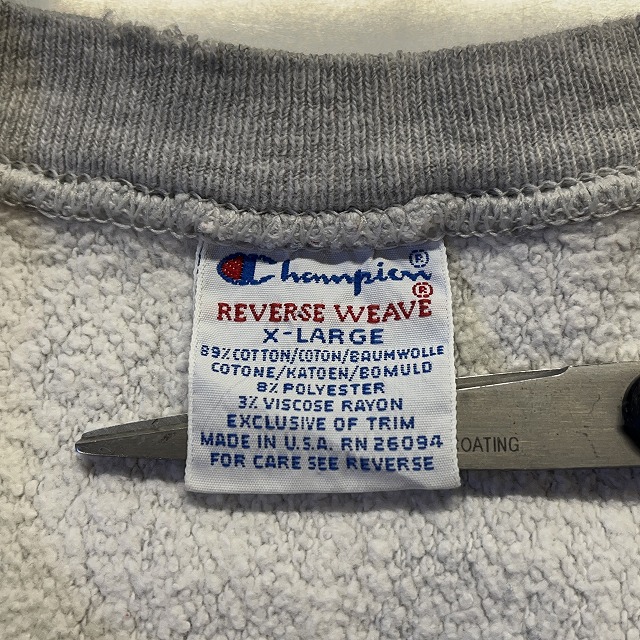 Champion®
REVERSE WEAVE®
X-LARGE
89% COTTON/COTON/BAUMWOLLE
COTONE/KATOEN/BOMULD
8% POLYESTER
3% VISCOSE RAYON
EXCLUSIVE OF TRIM
MADE IN U.S.A. RN 26094
FOR CARE SEE REVERSE
OATING